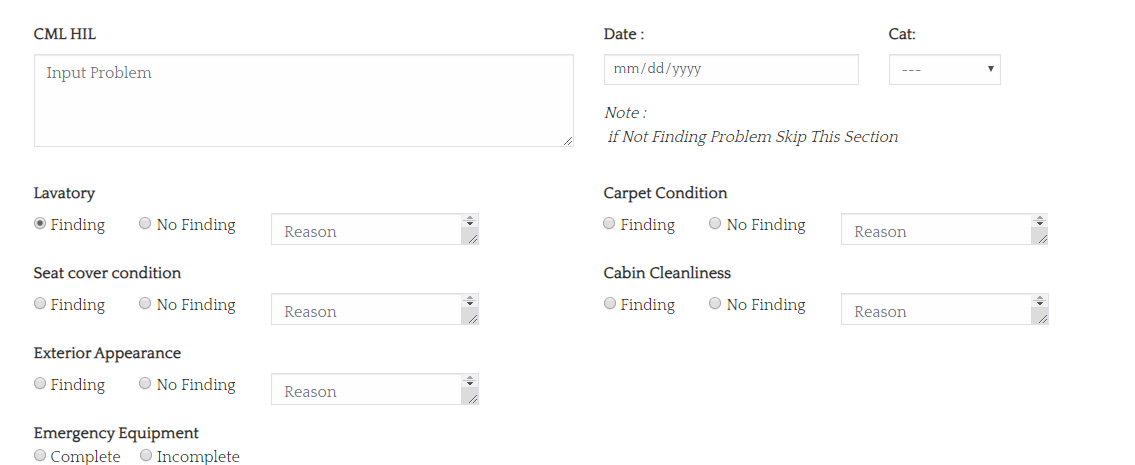 CML HIL
Input Problem
Date :
mm/dd/yyyy
Cat:
---
Note :
if Not Finding Problem Skip This Section
Lavatory
Finding No Finding Reason
Carpet Condition
Finding No Finding Reason
Seat cover condition
Finding No Finding Reason
Cabin Cleanliness
Finding No Finding Reason
Exterior Appearance
Finding No Finding Reason
Emergency Equipment
Complete Incomplete